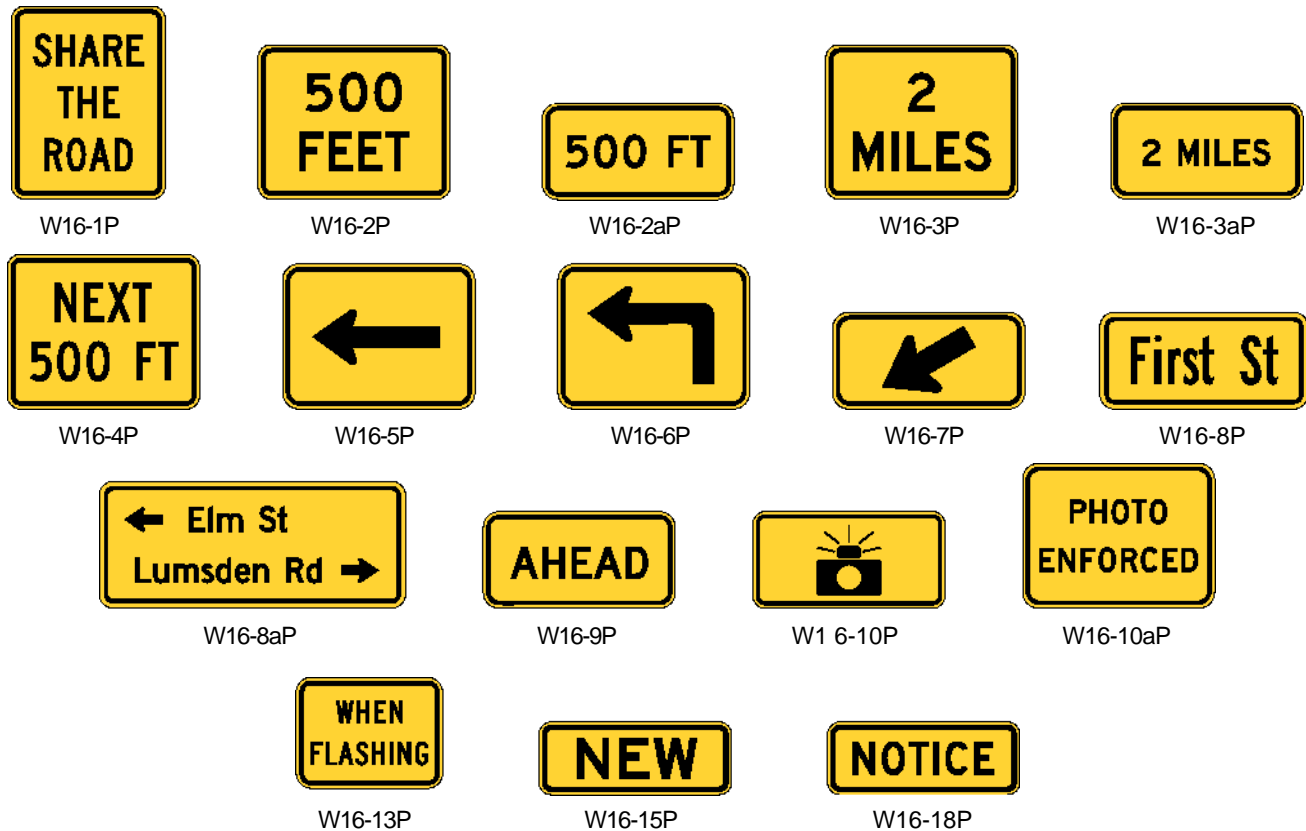 SHARE
THE
ROAD
500
FEET
500 FT
2
MILES
2 MILES
W16-1P
W16-2P
W16-2aP
W16-3P
W16-3aP
NEXT
500 FT
First St
W16-4P
W16-5P
W16-6P
W16-7P
W16-8P
Elm St
Lumsden Rd
AHEAD
PHOTO
ENFORCED
W16-8aP
W16-9P
W1 6-10P
W16-10aP
WHEN
FLASHING
NEW
NOTICE
W16-13P
W16-15P
W16-18P